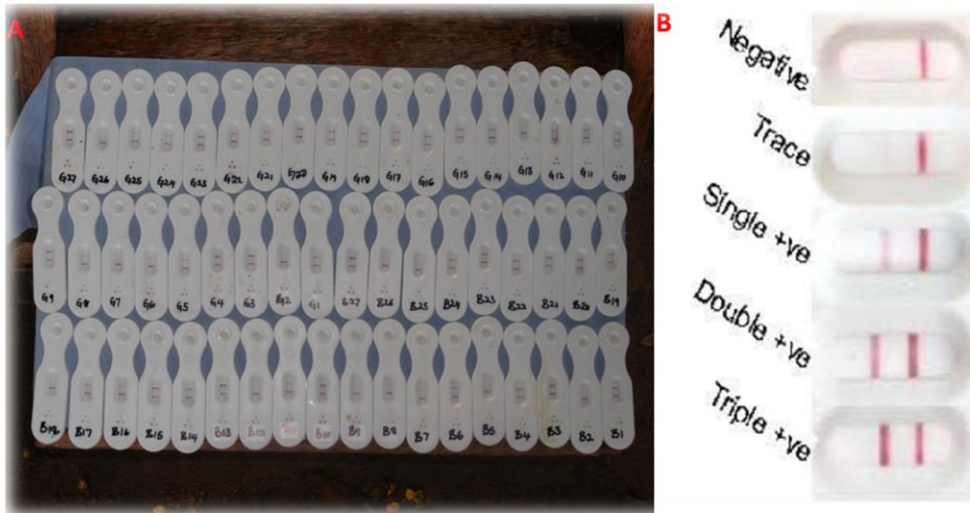 A
G27 G26 G25 G24 G23 G22 G21 G20 G19 G18 G17 G16 G15 G14 G13 G12 G11 G10
G9 G8 G7 G6 G5 G4 G3 G2 G1 B27 B26 B25 B24 B23 B22 B21 B20 B19
B18 B17 B16 B15 B14 B13 B12 B10 B9 B8 B7 B6 B5 B4 B3 B2 B1
B
Negative
Trace
Single +ve
Double +ve
Triple +ve